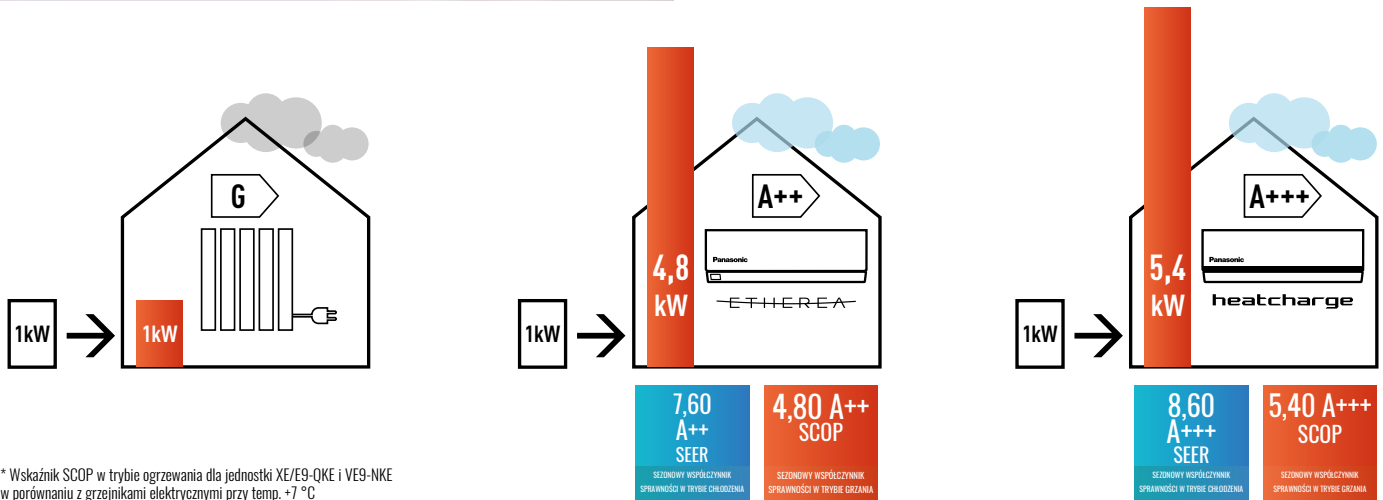 G
1kW
1kW
A++
Panasonic
4,8
kW
ETHEREA
1kW
7,60
A++
SEER
SEZONOWY WSPÓŁCZYNNIK
SPRAWNOŚCI W TRYBIE CHŁODZENIA
4,80 A++
SCOP
SEZONOWY WSPÓŁCZYNNIK
SPRAWNOŚCI W TRYBIE GRZANIA
A+++
Panasonic
5,4
kW
heatcharge
1kW
8,60
A+++
SEER
SEZONOWY WSPÓŁCZYNNIK
SPRAWNOŚCI W TRYBIE CHŁODZENIA
5,40 A+++
SCOP
SEZONOWY WSPÓŁCZYNNIK
SPRAWNOŚCI W TRYBIE GRZANIA
* Wskaźnik SCOP w trybie ogrzewania dla jednostki XE/E9-QKE i VE9-NKE
w porównaniu z grzejnikami elektrycznymi przy temp. +7 °C